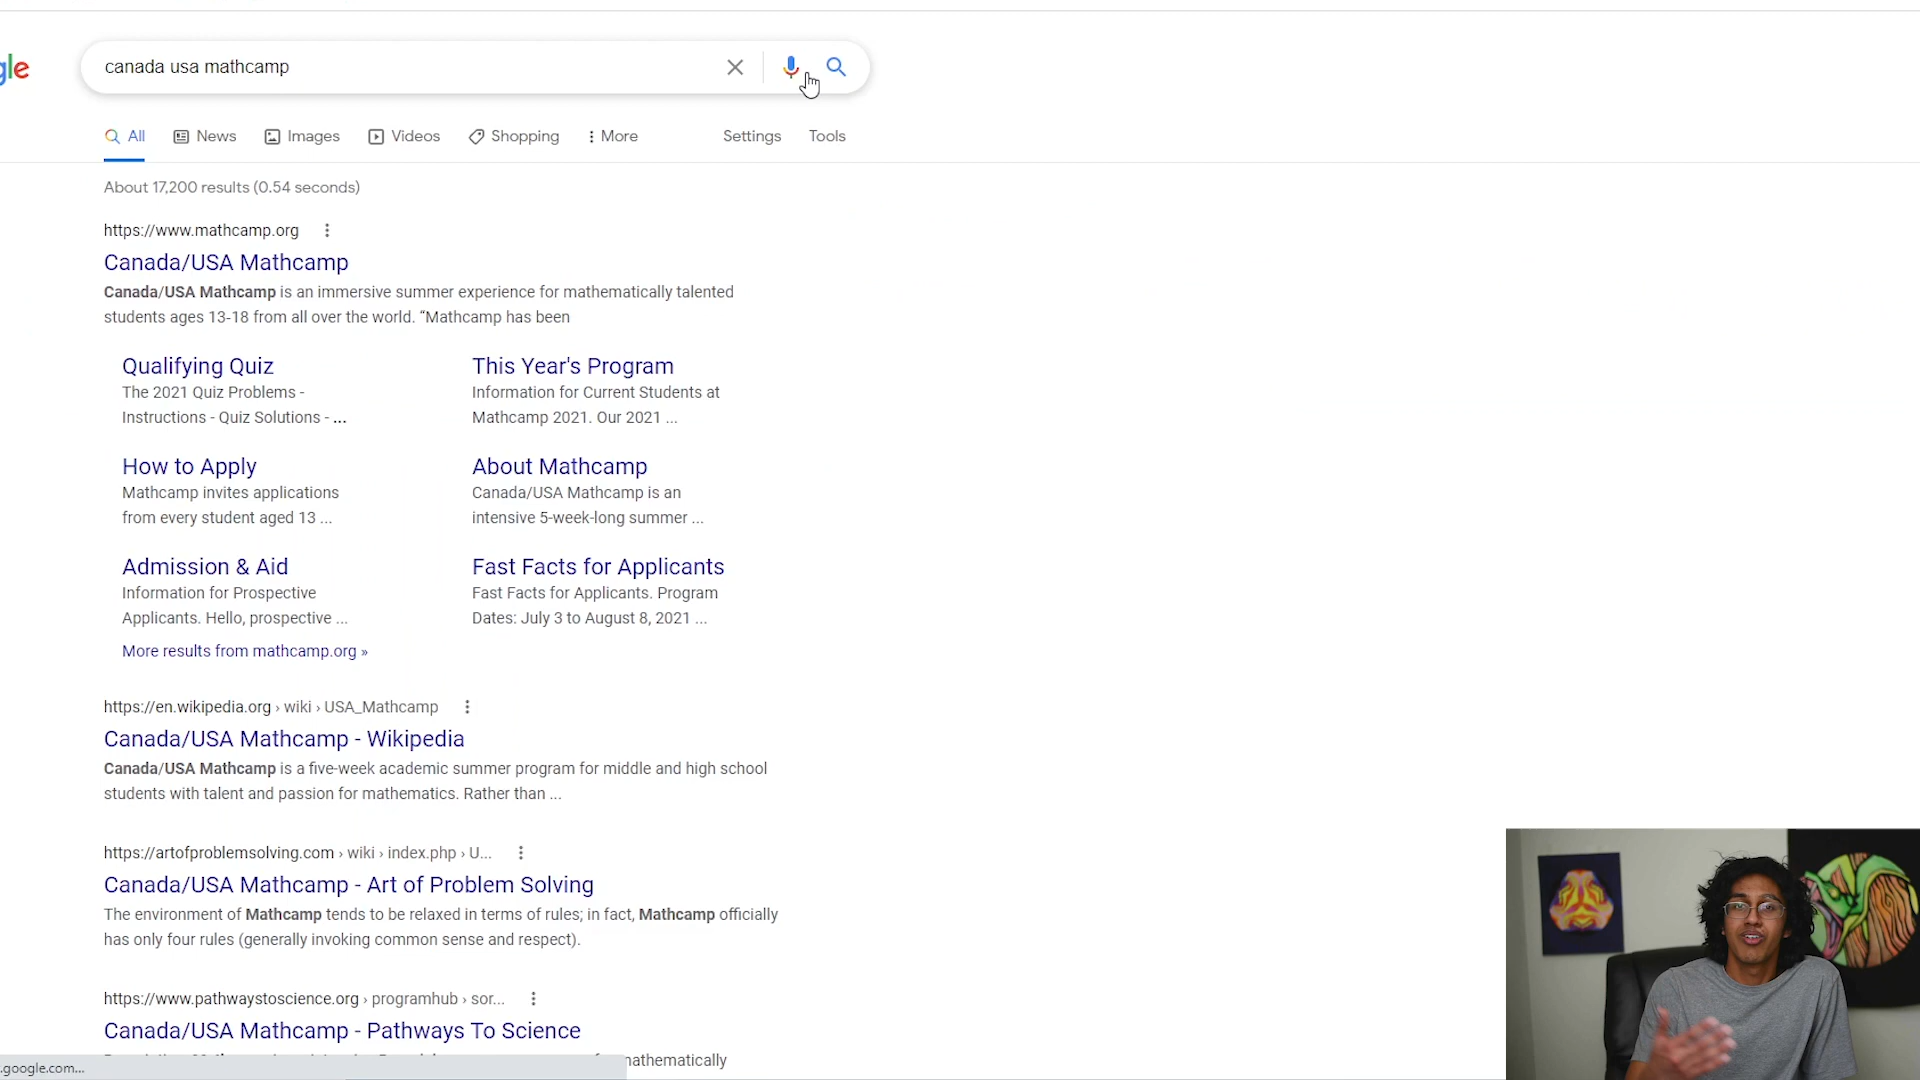 gle
canada usa mathcamp
All News Images Videos Shopping More Settings Tools
About 17,200 results (0.54 seconds)
https://www.mathcamp.org
Canada/USA Mathcamp
Canada/USA Mathcamp is an immersive summer experience for mathematically talented
students ages 13-18 from all over the world. “Mathcamp has been
Qualifying Quiz
The 2021 Quiz Problems -
Instructions - Quiz Solutions - ...
This Year's Program
Information for Current Students at
Mathcamp 2021. Our 2021 ...
How to Apply
Mathcamp invites applications
from every student aged 13 ...
About Mathcamp
Canada/USA Mathcamp is an
intensive 5-week-long summer ...
Admission & Aid
Information for Prospective
Applicants. Hello, prospective ...
Fast Facts for Applicants
Fast Facts for Applicants. Program
Dates: July 3 to August 8, 2021 ...
More results from mathcamp.org »
https://en.wikipedia.org › wiki › USA_Mathcamp
Canada/USA Mathcamp - Wikipedia
Canada/USA Mathcamp is a five-week academic summer program for middle and high school
students with talent and passion for mathematics. Rather than ...
https://artofproblemsolving.com › wiki › index.php › U...
Canada/USA Mathcamp - Art of Problem Solving
The environment of Mathcamp tends to be relaxed in terms of rules; in fact, Mathcamp officially
has only four rules (generally invoking common sense and respect).
https://www.pathwaystoscience.org › programhub › sor...
Canada/USA Mathcamp - Pathways To Science
mathematically
.google.com...